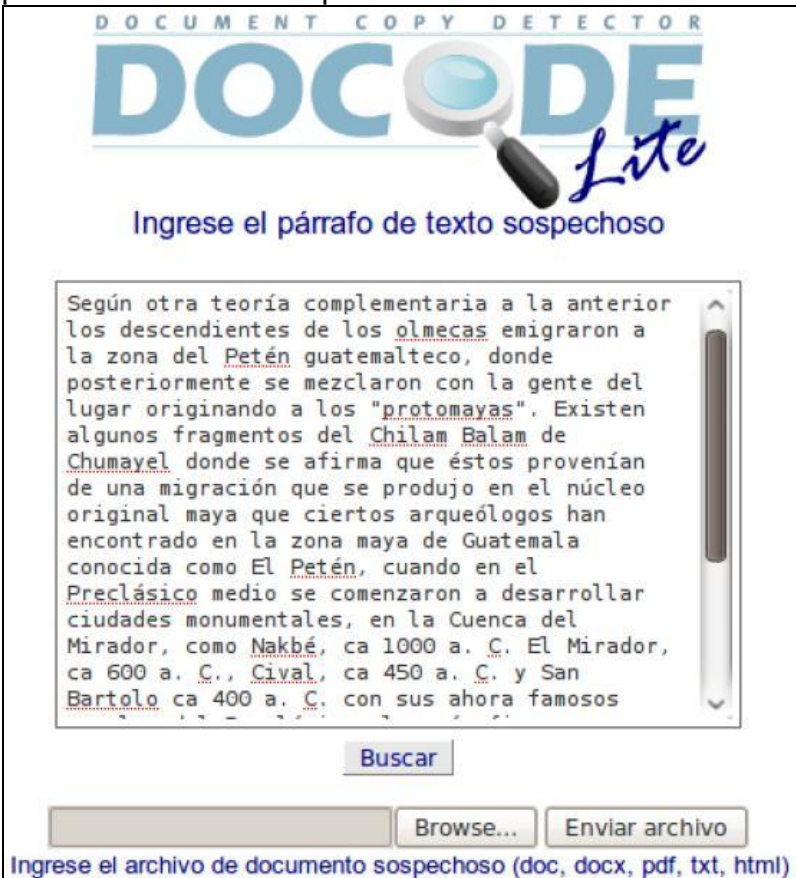 DOCUMENT COPY DETECTOR
DOCODE
Lite
Ingrese el párrafo de texto sospechoso
Según otra teoría complementaria a la anterior
los descendientes de los olmecas emigraron a
la zona del Petén guatemalteco, donde
posteriormente se mezclaron con la gente del
lugar originando a los "protomayas". Existen
algunos fragmentos del Chilam Balam de
Chumayel donde se afirma que éstos provenían
de una migración que se produjo en el núcleo
original maya que ciertos arqueólogos han
encontrado en la zona maya de Guatemala
conocida como El Petén, cuando en el
Preclásico medio se comenzaron a desarrollar
ciudades monumentales, en la Cuenca del
Mirador, como Nakbé, ca 1000 a. C. El Mirador,
ca 600 a. C., Cival, ca 450 a. C. y San
Bartolo ca 400 a. C. con sus ahora famosos
Buscar
Browse... Enviar archivo
Ingrese el archivo de documento sospechoso (doc, docx, pdf, txt, html)